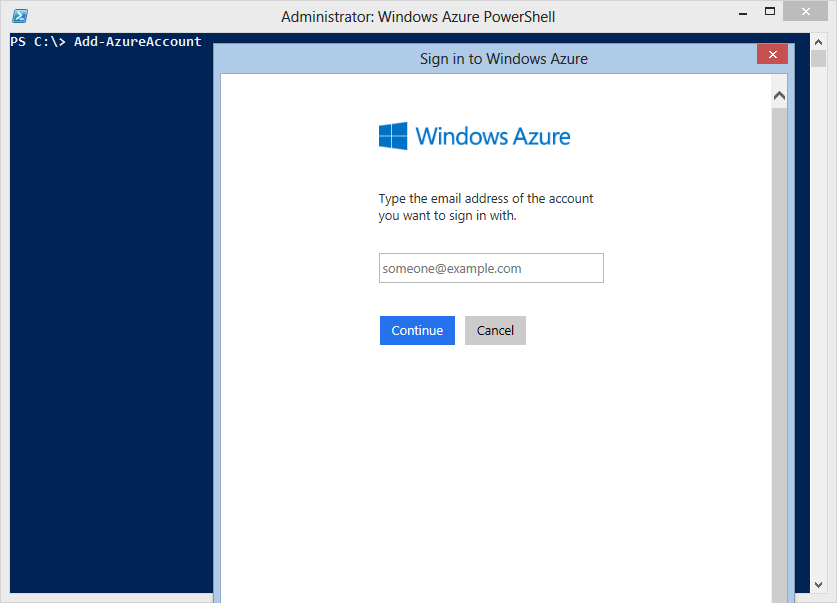 Administrator: Windows Azure PowerShell
PS C:\> Add-AzureAccount
Sign in to Windows Azure
Windows Azure
Type the email address of the account
you want to sign in with.
someone@example.com
Continue Cancel